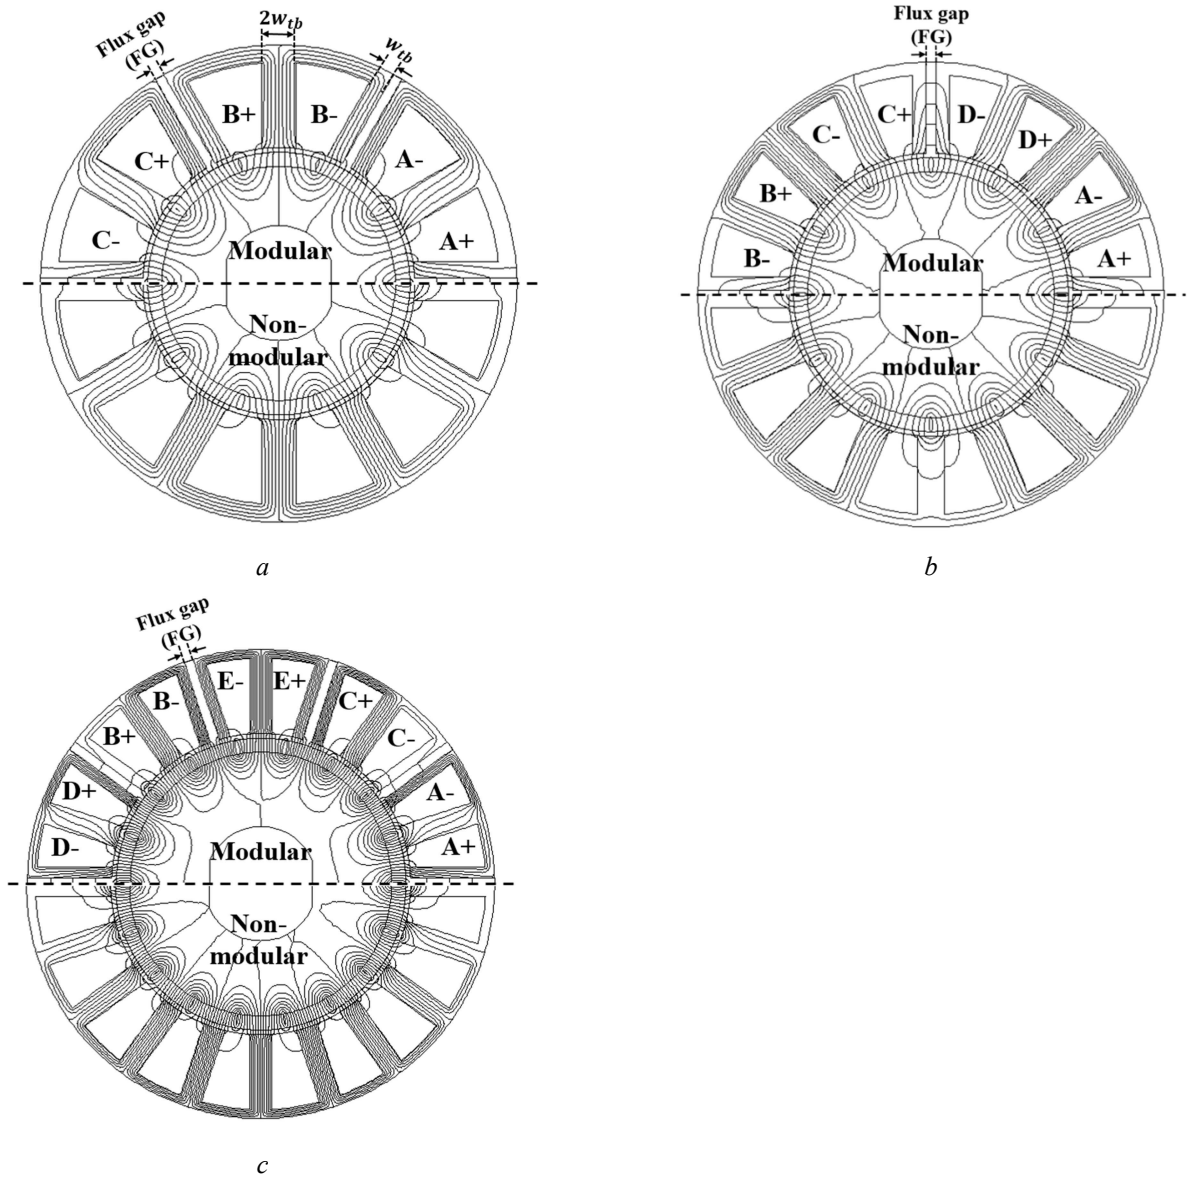 Flux gap
(FG)
2w_tb
w_tb
B+
B-
C+
A-
C-
A+
Modular
Non-
modular
a
Flux gap
(FG)
C+
D-
C-
D+
B+
A-
B-
A+
Modular
Non-
modular
b
Flux gap
(FG)
E-
E+
B-
C+
B+
C-
D+
A-
D-
A+
Modular
Non-
modular
c